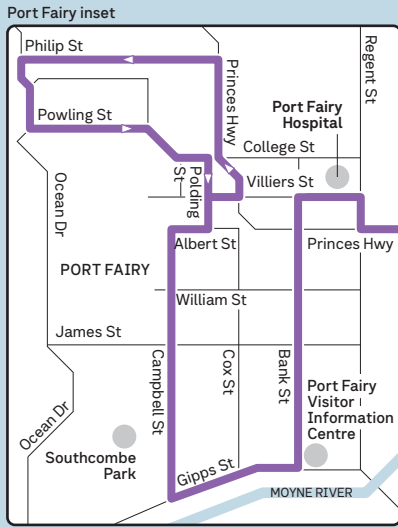 Port Fairy inset
Philip St
Princes Hwy
Regent St
Powling St
Port Fairy
Hospital
College St
Polding
St
Villiers St
Ocean Dr
Albert St
Princes Hwy
PORT FAIRY
William St
James St
Campbell St
Cox St
Bank St
Port Fairy
Visitor
Information
Centre
Ocean Dr
Southcombe
Park
Gipps St
MOYNE RIVER